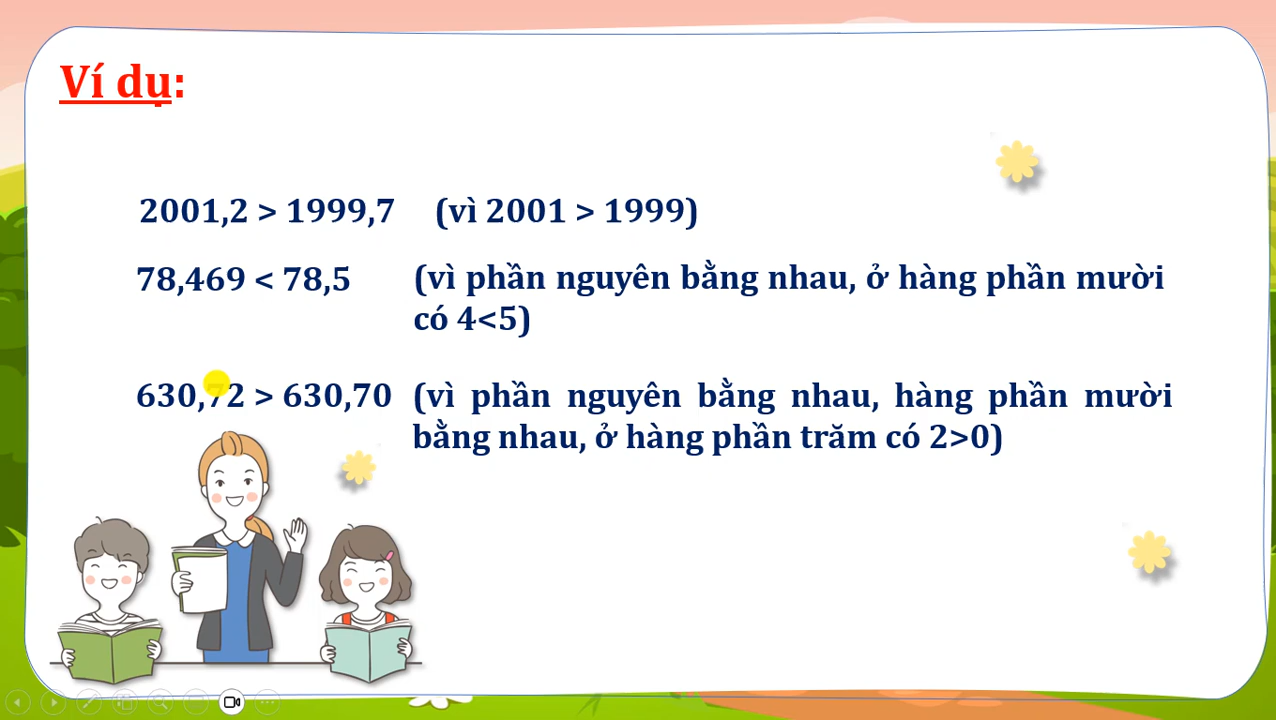 Ví dụ:
2001,2 > 1999,7 (vì 2001 > 1999)
78,469 < 78,5 (vì phần nguyên bằng nhau, ở hàng phần mười
có 4<5)
630,72 > 630,70 (vì phần nguyên bằng nhau, hàng phần mười
bằng nhau, ở hàng phần trăm có 2>0)